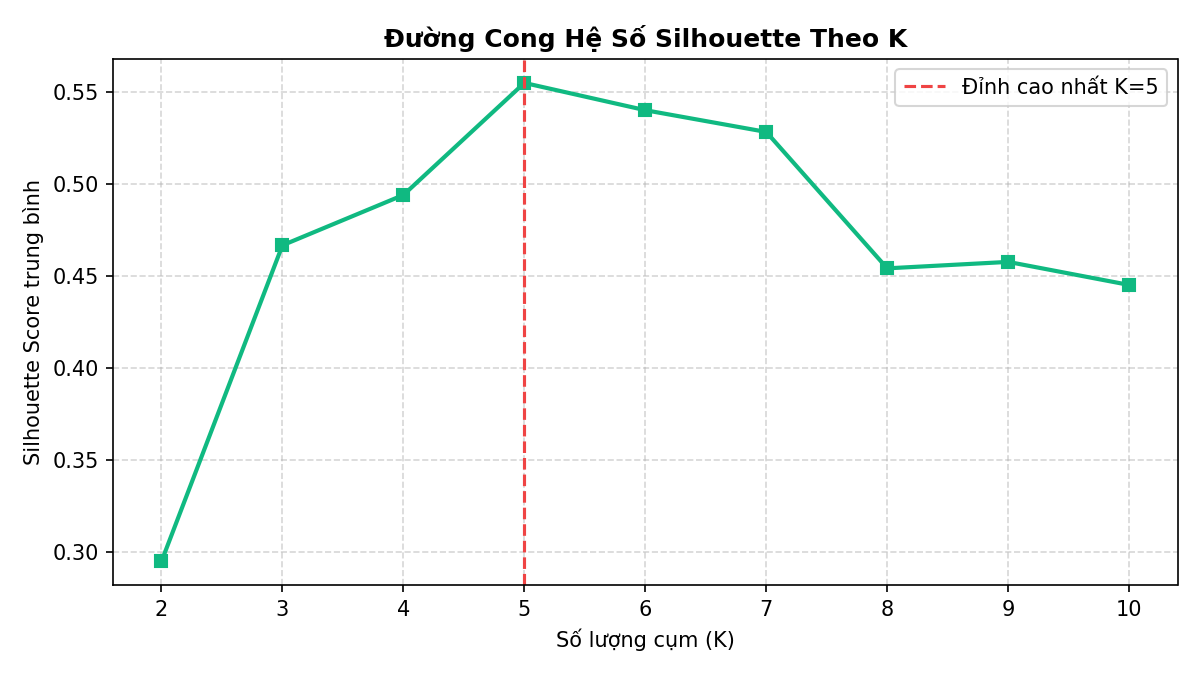 Đường Cong Hệ Số Silhouette Theo K
Đỉnh cao nhất K=5
Silhouette Score trung bình
0.55
0.50
0.45
0.40
0.35
0.30
2 3 4 5 6 7 8 9 10
Số lượng cụm (K)